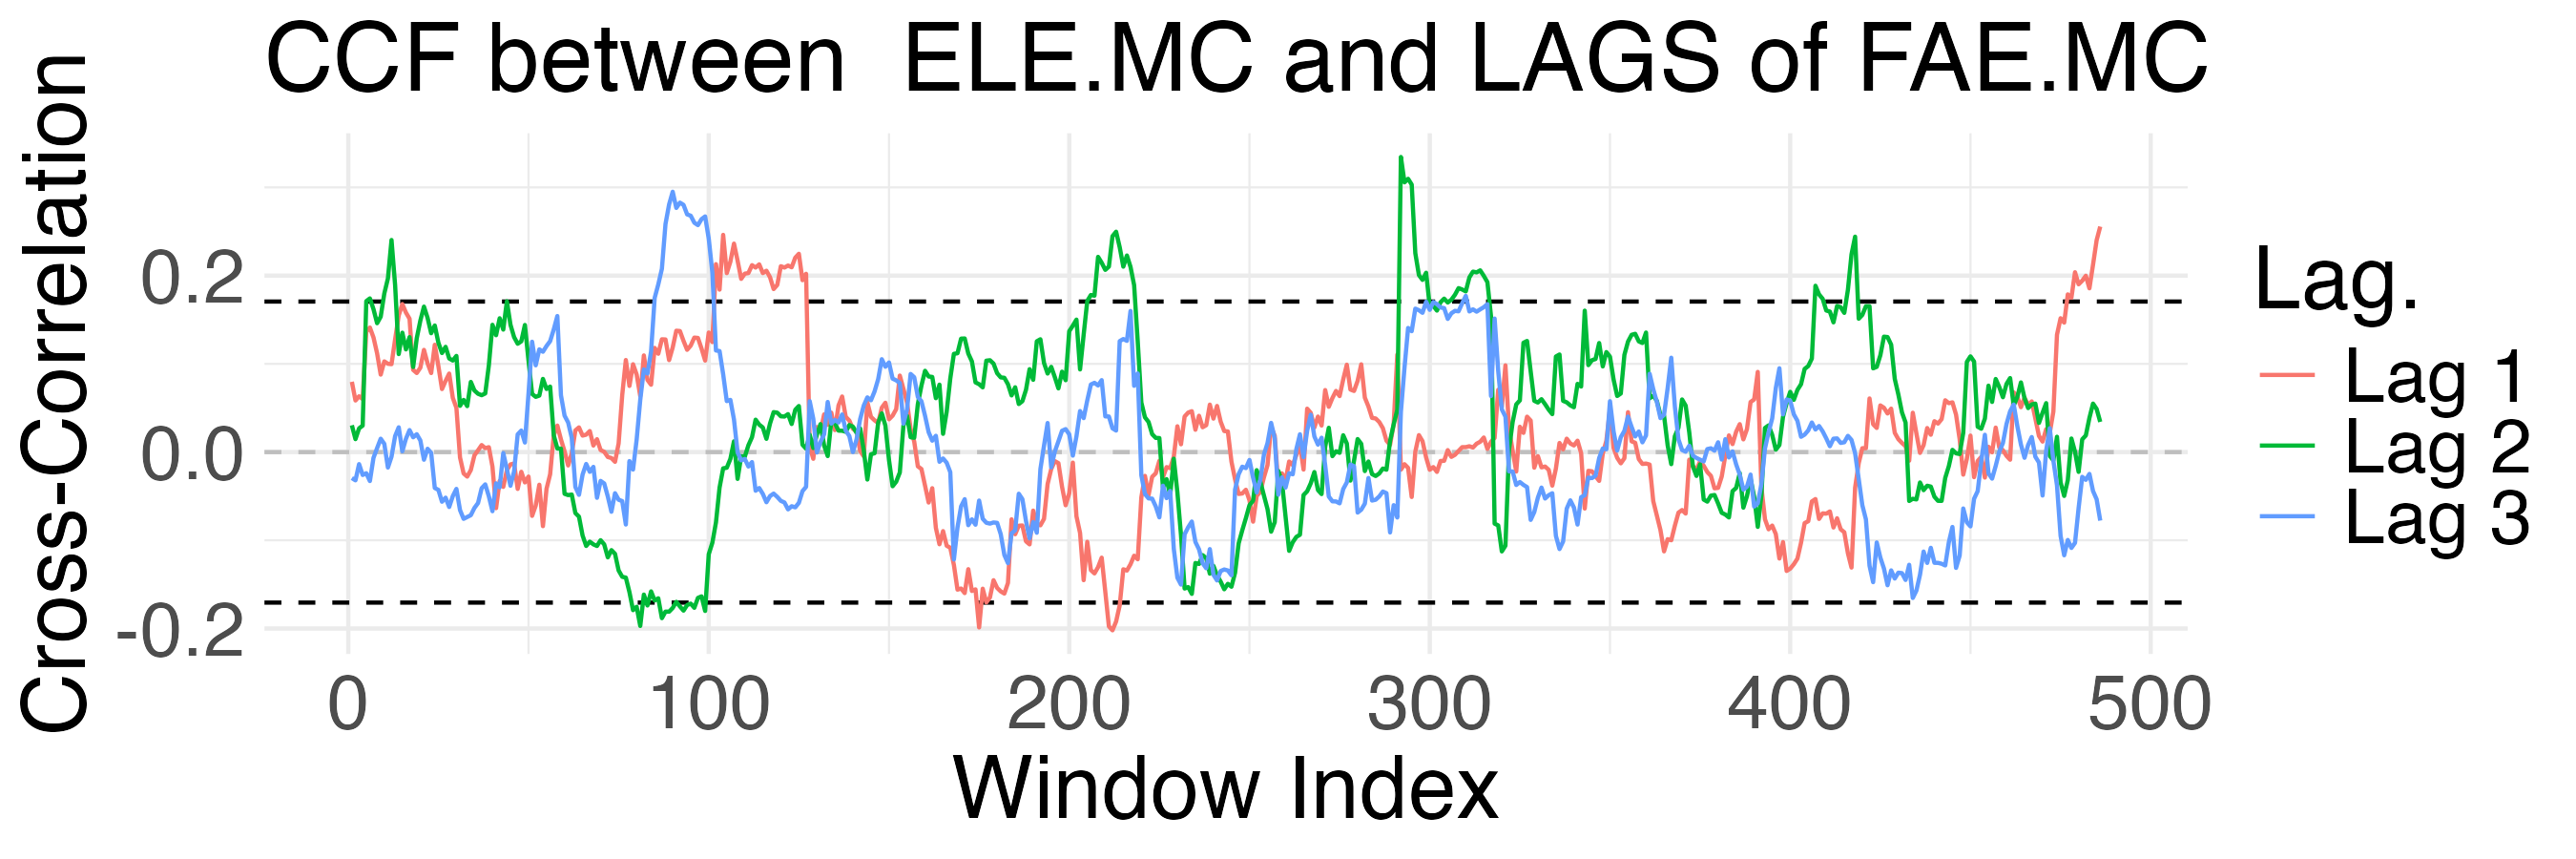 CCF between  ELE.MC and LAGS of FAE.MC
Cross-Correlation
0.2
0.0
-0.2
0 100 200 300 400 500
Window Index
Lag.
Lag 1
Lag 2
Lag 3